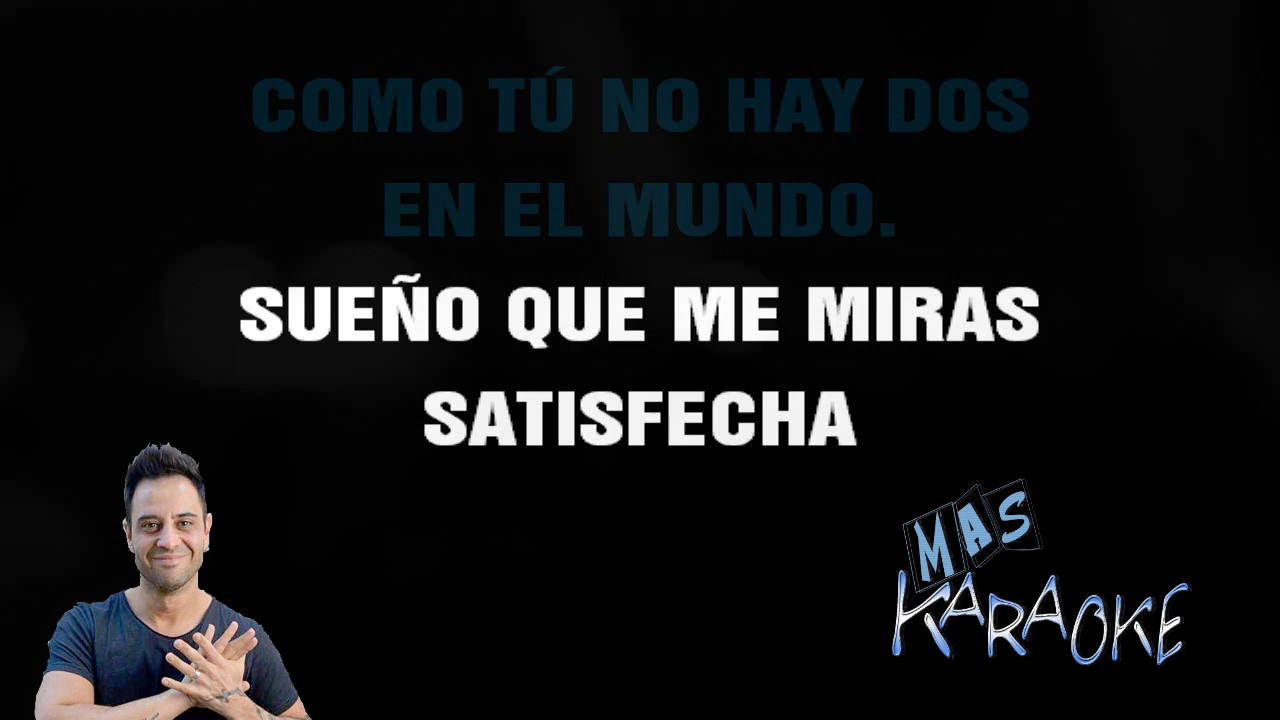 COMO TÚ NO HAY DOS
EN EL MUNDO.
SUEÑO QUE ME MIRAS
SATISFECHA
MAS
KARAOKE